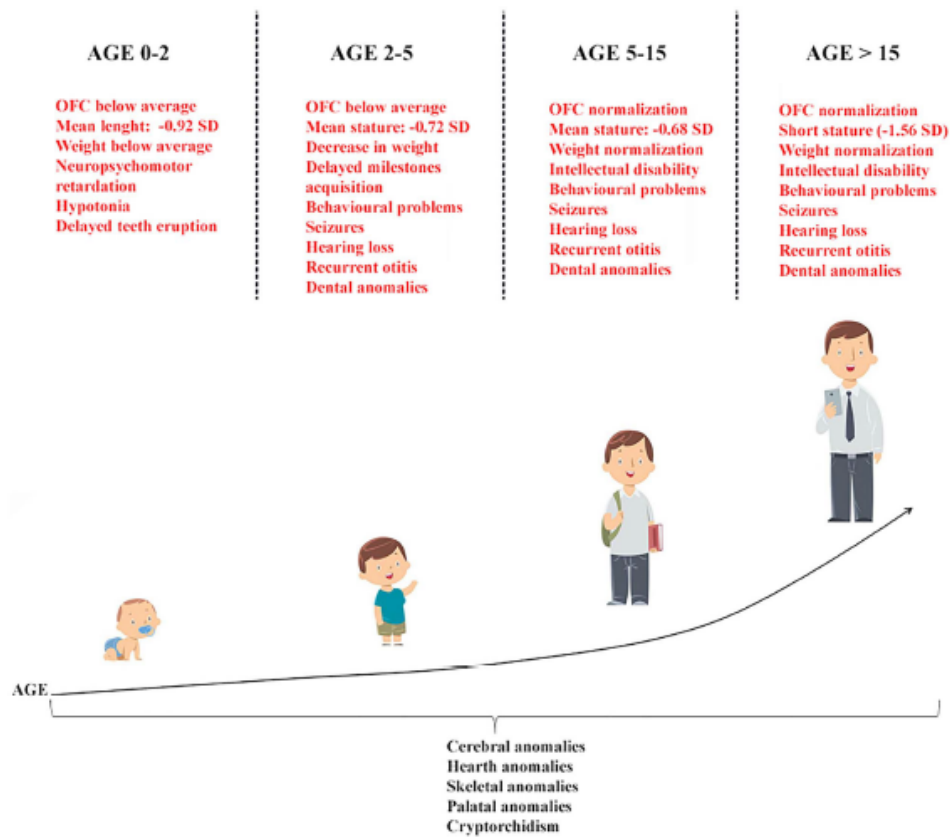 AGE 0-2
OFC below average
Mean lenght: -0.92 SD
Weight below average
Neuropsychomotor
retardation
Hypotonia
Delayed teeth eruption
AGE 2-5
OFC below average
Mean stature: -0.72 SD
Decrease in weight
Delayed milestones
acquisition
Behavioural problems
Seizures
Hearing loss
Recurrent otitis
Dental anomalies
AGE 5-15
OFC normalization
Mean stature: -0.68 SD
Weight normalization
Intellectual disability
Behavioural problems
Seizures
Hearing loss
Recurrent otitis
Dental anomalies
AGE > 15
OFC normalization
Short stature (-1.56 SD)
Weight normalization
Intellectual disability
Behavioural problems
Seizures
Hearing loss
Recurrent otitis
Dental anomalies
AGE
Cerebral anomalies
Hearth anomalies
Skeletal anomalies
Palatal anomalies
Cryptorchidism